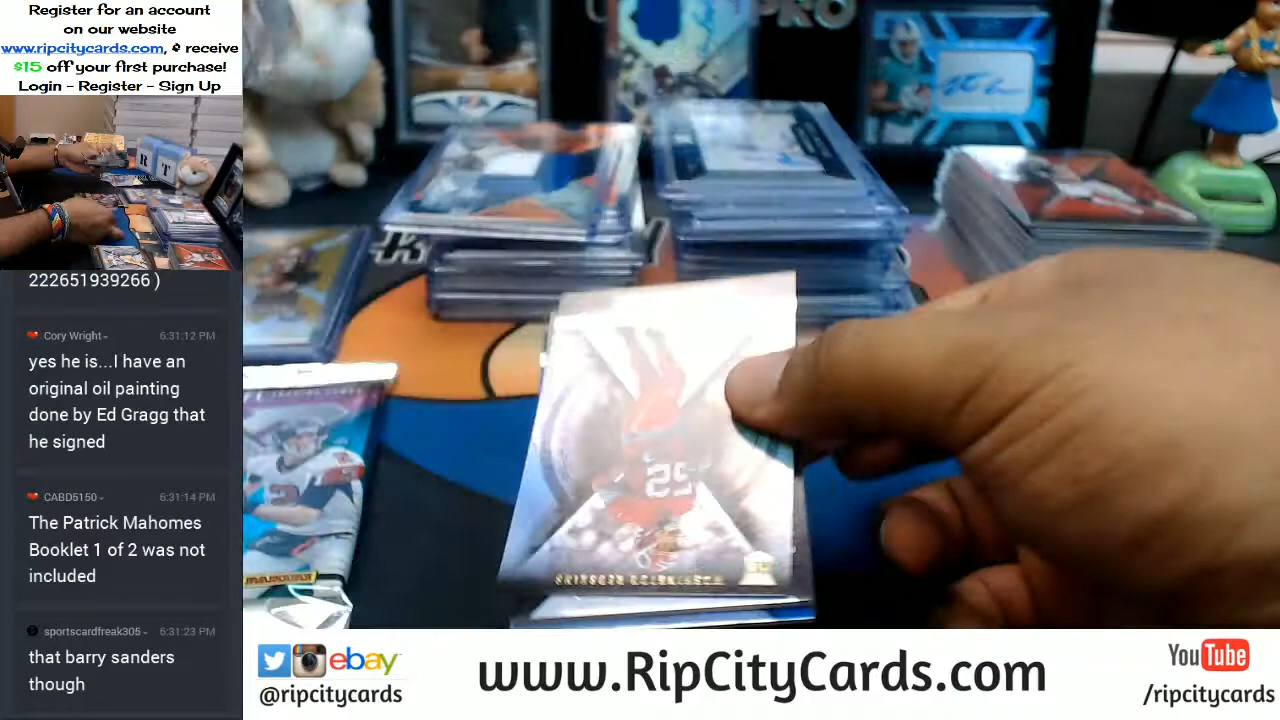 Register for an account
on our website
www.ripcitycards.com, & receive
$15 off your first purchase!
Login - Register - Sign Up
222651939266 )
Cory Wright
6:31:12 PM
yes he is...I have an
original oil painting
done by Ed Gragg that
he signed
CABD5150
6:31:14 PM
The Patrick Mahomes
Booklet 1 of 2 was not
included
sportscardfreak305
6:31:23 PM
that barry sanders
though
PRO
R T
25
ebay
@ripcitycards
www.RipCityCards.com
YouTube
/ripcitycards